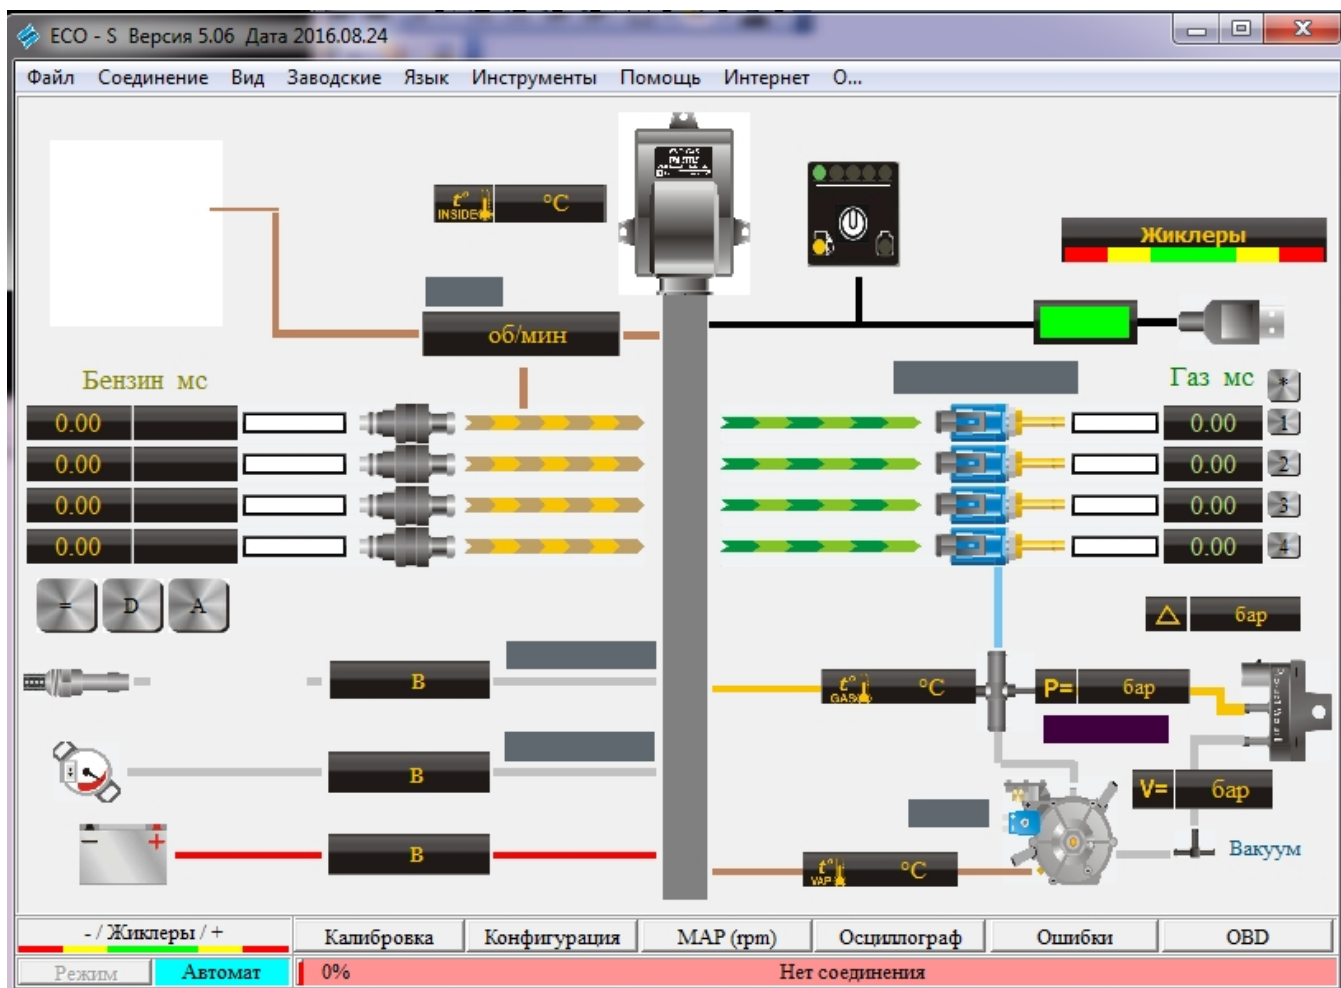 ECO - S Версия 5.06 Дата 2016.08.24
Файл Соединение Вид Заводские Язык Инструменты Помощь Интернет О...
t° INSIDE °C
Жиклеры
об/мин
Бензин мс
Газ мс *
0.00 0.00 1
0.00 0.00 2
0.00 0.00 3
0.00 0.00 4
= D A
△ бар
В t° GAS °C P= бар
В V= бар
- + В t° VAP °C Вакуум
- / Жиклеры / + Калибровка Конфигурация MAP (rpm) Осциллограф Ошибки OBD
Режим Автомат 0% Нет соединения